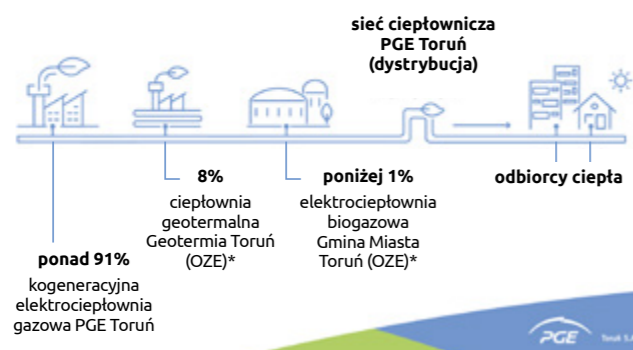 sieć ciepłownicza
PGE Toruń
(dystrybucja)
8%
ciepłownia
geotermalna
Geotermia Toruń
(OZE)*
poniżej 1%
elektrociepłownia
biogazowa
Gmina Miasta
Toruń (OZE)*
odbiorcy ciepła
ponad 91%
kogeneracyjna
elektrociepłownia
gazowa PGE Toruń
PGE